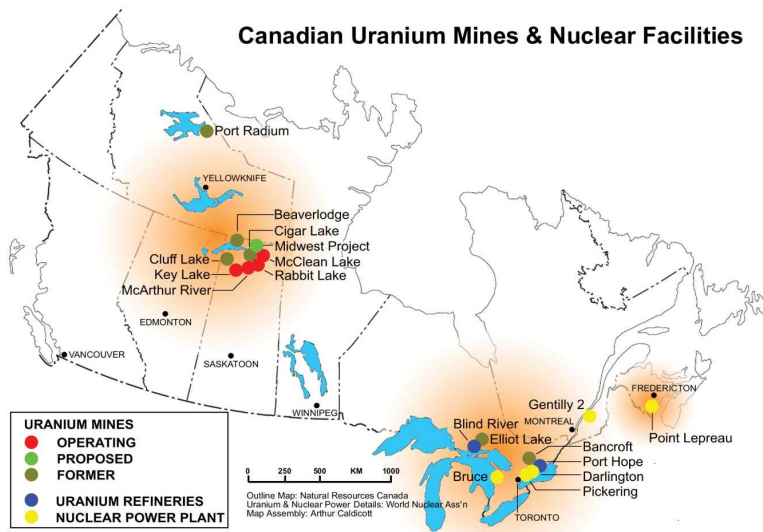 Canadian Uranium Mines & Nuclear Facilities
Port Radium
YELLOWKNIFE
Beaverlodge
Cigar Lake
Midwest Project
Cluff Lake
McClean Lake
Key Lake
Rabbit Lake
McArthur River
EDMONTON
VANCOUVER
SASKATOON
WINNIPEG
FREDERICTON
Gentilly 2
MONTREAL
Point Lepreau
Blind River
Elliot Lake
Bancroft
Port Hope
Bruce
Darlington
Pickering
TORONTO
URANIUM MINES
OPERATING
PROPOSED
FORMER
URANIUM REFINERIES
NUCLEAR POWER PLANT
0 250 500 KM 1000
Outline Map: Natural Resources Canada
Uranium & Nuclear Power Details: World Nuclear Ass'n
Map Assembly: Arthur Caldicott